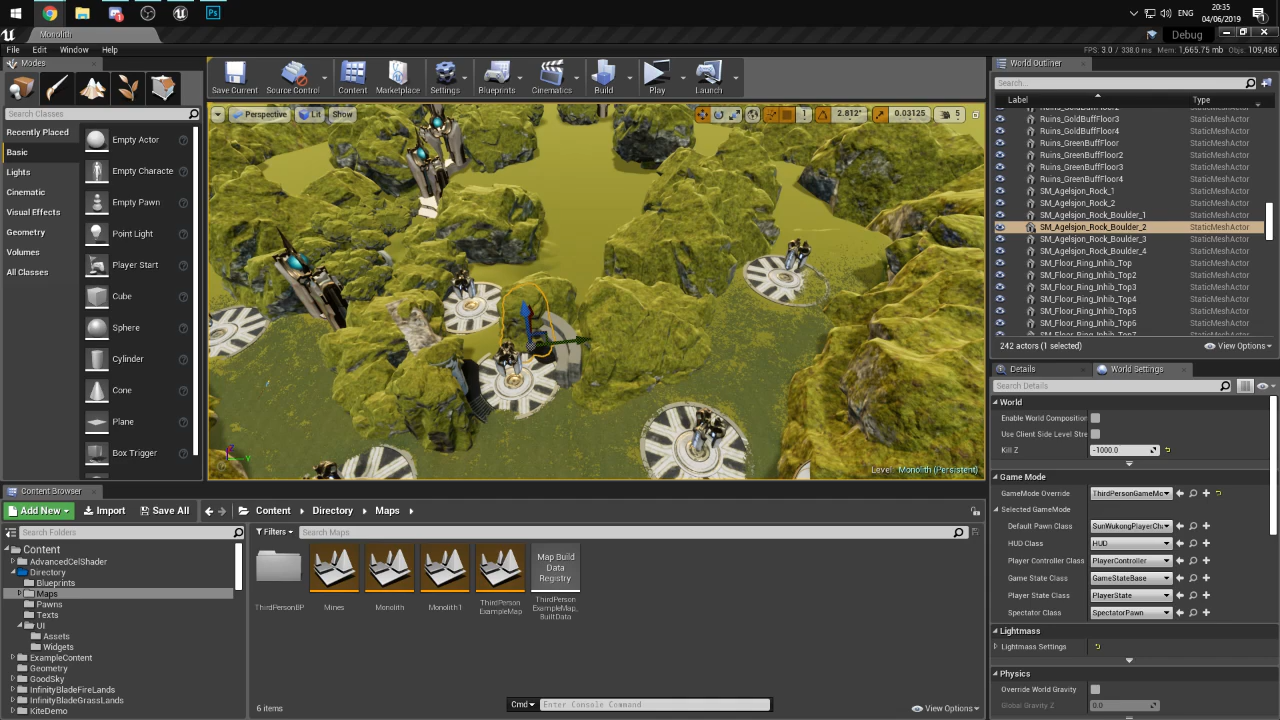 20:35
ENG
04/06/2019
Monolith
Debug
File Edit Window Help
FPS: 3.0 / 338.0 ms Mem: 1,665.75 mb Objs: 109,486
Modes
Search Classes
Recently Placed
Basic
Lights
Cinematic
Visual Effects
Geometry
Volumes
All Classes
Empty Actor
Empty Characte
Empty Pawn
Point Light
Player Start
Cube
Sphere
Cylinder
Cone
Plane
Box Trigger
Save Current
Source Control
Content
Marketplace
Settings
Blueprints
Cinematics
Build
Play
Launch
Perspective Lit Show
1 2.812° 0.03125 5
Level: Monolith (Persistent)
World Outliner
Search...
Label Type
Ruins_GoldBuffFloor2 StaticMeshActor
Ruins_GoldBuffFloor3 StaticMeshActor
Ruins_GoldBuffFloor4 StaticMeshActor
Ruins_GreenBuffFloor StaticMeshActor
Ruins_GreenBuffFloor2 StaticMeshActor
Ruins_GreenBuffFloor3 StaticMeshActor
Ruins_GreenBuffFloor4 StaticMeshActor
SM_Agelsjon_Rock_1 StaticMeshActor
SM_Agelsjon_Rock_2 StaticMeshActor
SM_Agelsjon_Rock_Boulder_1 StaticMeshActor
SM_Agelsjon_Rock_Boulder_2 StaticMeshActor
SM_Agelsjon_Rock_Boulder_3 StaticMeshActor
SM_Agelsjon_Rock_Boulder_4 StaticMeshActor
SM_Floor_Ring_Inhib_Top StaticMeshActor
SM_Floor_Ring_Inhib_Top2 StaticMeshActor
SM_Floor_Ring_Inhib_Top3 StaticMeshActor
SM_Floor_Ring_Inhib_Top4 StaticMeshActor
SM_Floor_Ring_Inhib_Top5 StaticMeshActor
SM_Floor_Ring_Inhib_Top6 StaticMeshActor
SM_Floor_Ring_Inhib_Top7 StaticMeshActor
242 actors (1 selected)
View Options
Details
World Settings
Search Details
World
Enable World Composition
Use Client Side Level Stre
Kill Z -1000.0
Game Mode
GameMode Override ThirdPersonGameMo
Selected GameMode
Default Pawn Class SunWukongPlayerCha
HUD Class HUD
Player Controller Class PlayerController
Game State Class GameStateBase
Player State Class PlayerState
Spectator Class SpectatorPawn
Lightmass
Lightmass Settings
Physics
Override World Gravity
Global Gravity Z 0.0
Content Browser
Add New
Import
Save All
Content
Directory
Maps
Search Folders
Content
AdvancedCelShader
Directory
Blueprints
Maps
Pawns
Texts
UI
Assets
Widgets
ExampleContent
Geometry
GoodSky
InfinityBladeFireLands
InfinityBladeGrassLands
KiteDemo
Filters
Search Maps
ThirdPersonBP
Mines
Monolith
Monolith1
ThirdPerson
ExampleMap
Map Build
Data
Registry
ThirdPerson
ExampleMap_
BuiltData
6 items
Cmd
Enter Console Command
View Options